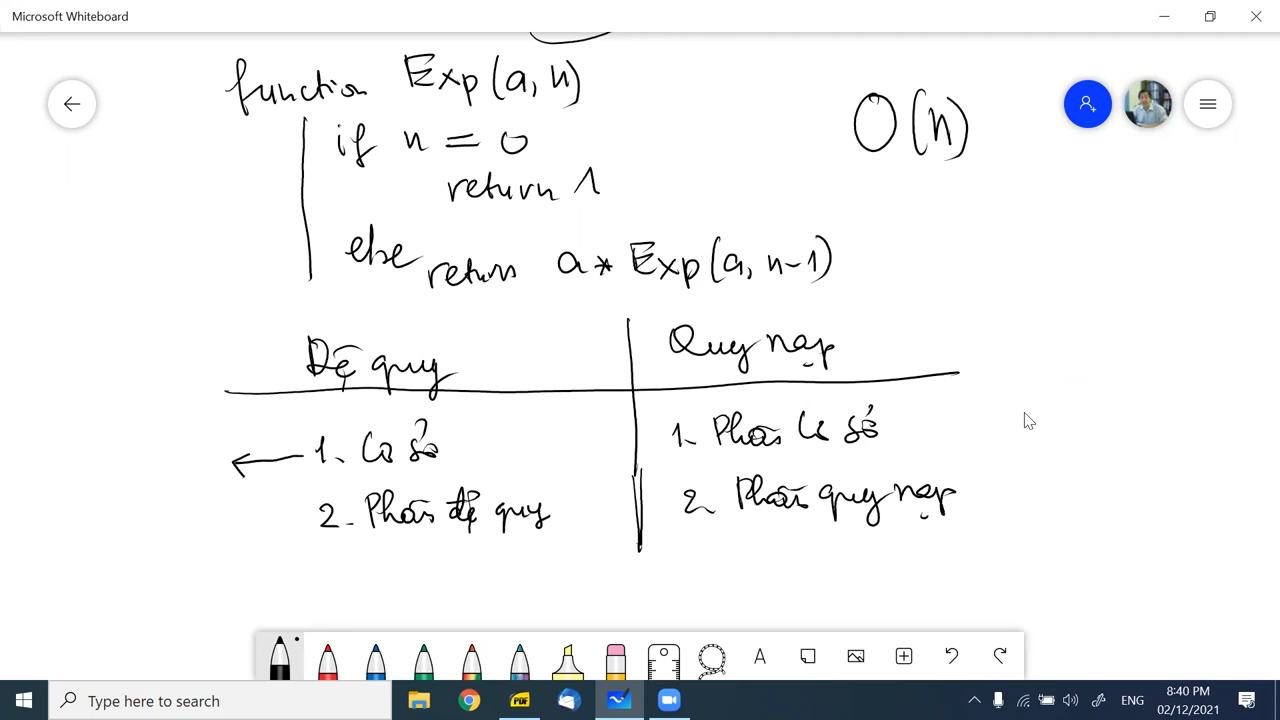 Microsoft Whiteboard
function Exp(a, n)
O(n)
if n = 0
return 1
else return a * Exp(a, n-1)
Đệ quy
Quy nạp
1. Cơ sở
1. Phần Cơ sở
2. Phần đệ quy
2. Phần quy nạp
A
Type here to search
PDF
ENG
8:40 PM
02/12/2021